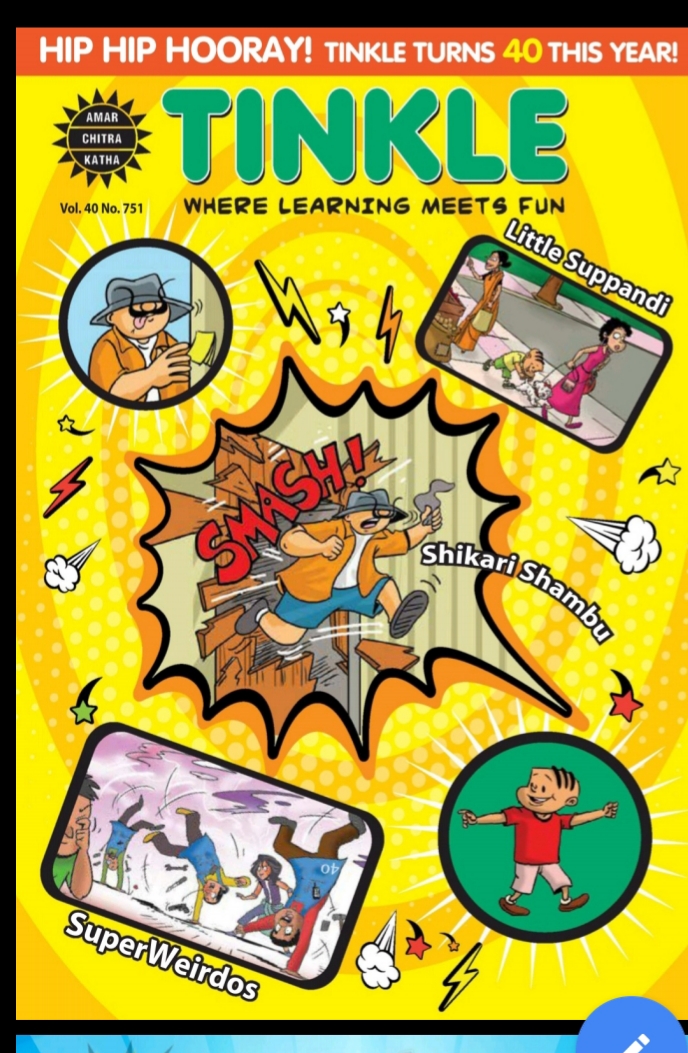 HIP HIP HOORAY! TINKLE TURNS 40 THIS YEAR!
AMAR
CHITRA
KATHA
TINKLE
Vol. 40 No. 751
WHERE LEARNING MEETS FUN
Little Suppandi
SMASH!
Shikari Shambu
40
SuperWeirdos